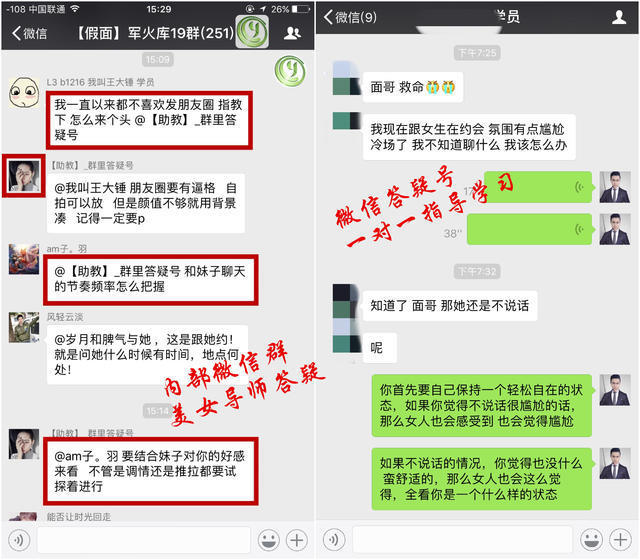 -108 中国联通
15:29
微信
【假面】军火库19群(251)
15:09
L3 b1216 我叫王大锤 学员
我一直以来都不喜欢发朋友圈 指教
下 怎么来个头 @【助教】_群里答
疑号
【助教】_群里答疑号
@我叫王大锤 朋友圈要有逼格 自
拍可以放 但是颜值不够就用背景
凑 记得一定要p
am子。羽
@【助教】_群里答疑号 和妹子聊天
的节奏频率怎么把握
风轻云淡
@岁月和脾气与她 ，这是跟她约！
就是问她什么时候有时间，地点何
处！
内部微信群
美女导师答疑
15:14
【助教】_群里答疑号
@am子。羽 要结合妹子对你的好感
来看 不管是调情还是推拉都要试
探着进行
能否让时光回走
微信(9)
学员
下午7:25
面哥 救命
我现在跟女生在约会 氛围有点尴尬
冷场了 我不知道聊什么 我该怎么办
微信答疑号
一对一指导学习
38"
下午7:32
知道了 面哥 那她还是不说话
呢
你首先要自己保持一个轻松自在的状
态，如果你觉得不说话很尴尬的话，
那么女人也会感受到 也会觉得尴尬
如果不说话的情况，你觉得也没什么
蛮舒适的，那么女人也会这么觉
得，全看你是一个什么样的状态